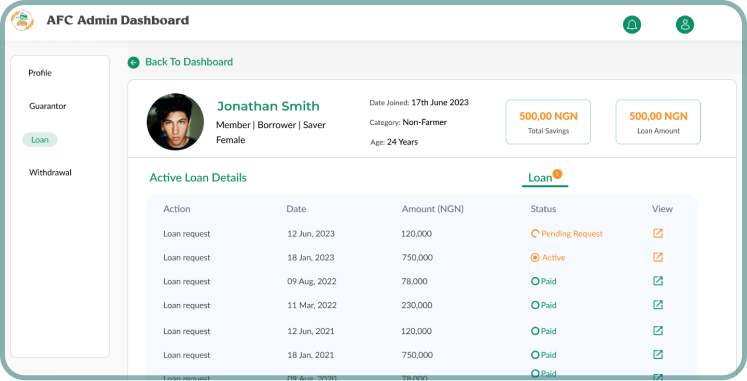 AFC Admin Dashboard
Back To Dashboard
Profile
Guarantor
Loan
Withdrawal
Jonathan Smith
Member | Borrower | Saver
Female
Date Joined: 17th June 2023
Category: Non-Farmer
Age: 24 Years
500,00 NGN
Total Savings
500,00 NGN
Loan Amount
Active Loan Details
Loan
Action Date Amount (NGN) Status View
Loan request 12 Jun, 2023 120,000 Pending Request
Loan request 18 Jan, 2023 750,000 Active
Loan request 09 Aug, 2022 78,000 Paid
Loan request 11 Mar, 2022 230,000 Paid
Loan request 12 Jun, 2021 120,000 Paid
Loan request 18 Jan, 2021 750,000 Paid
Loan request 09 Aug, 2020 78,000 Paid